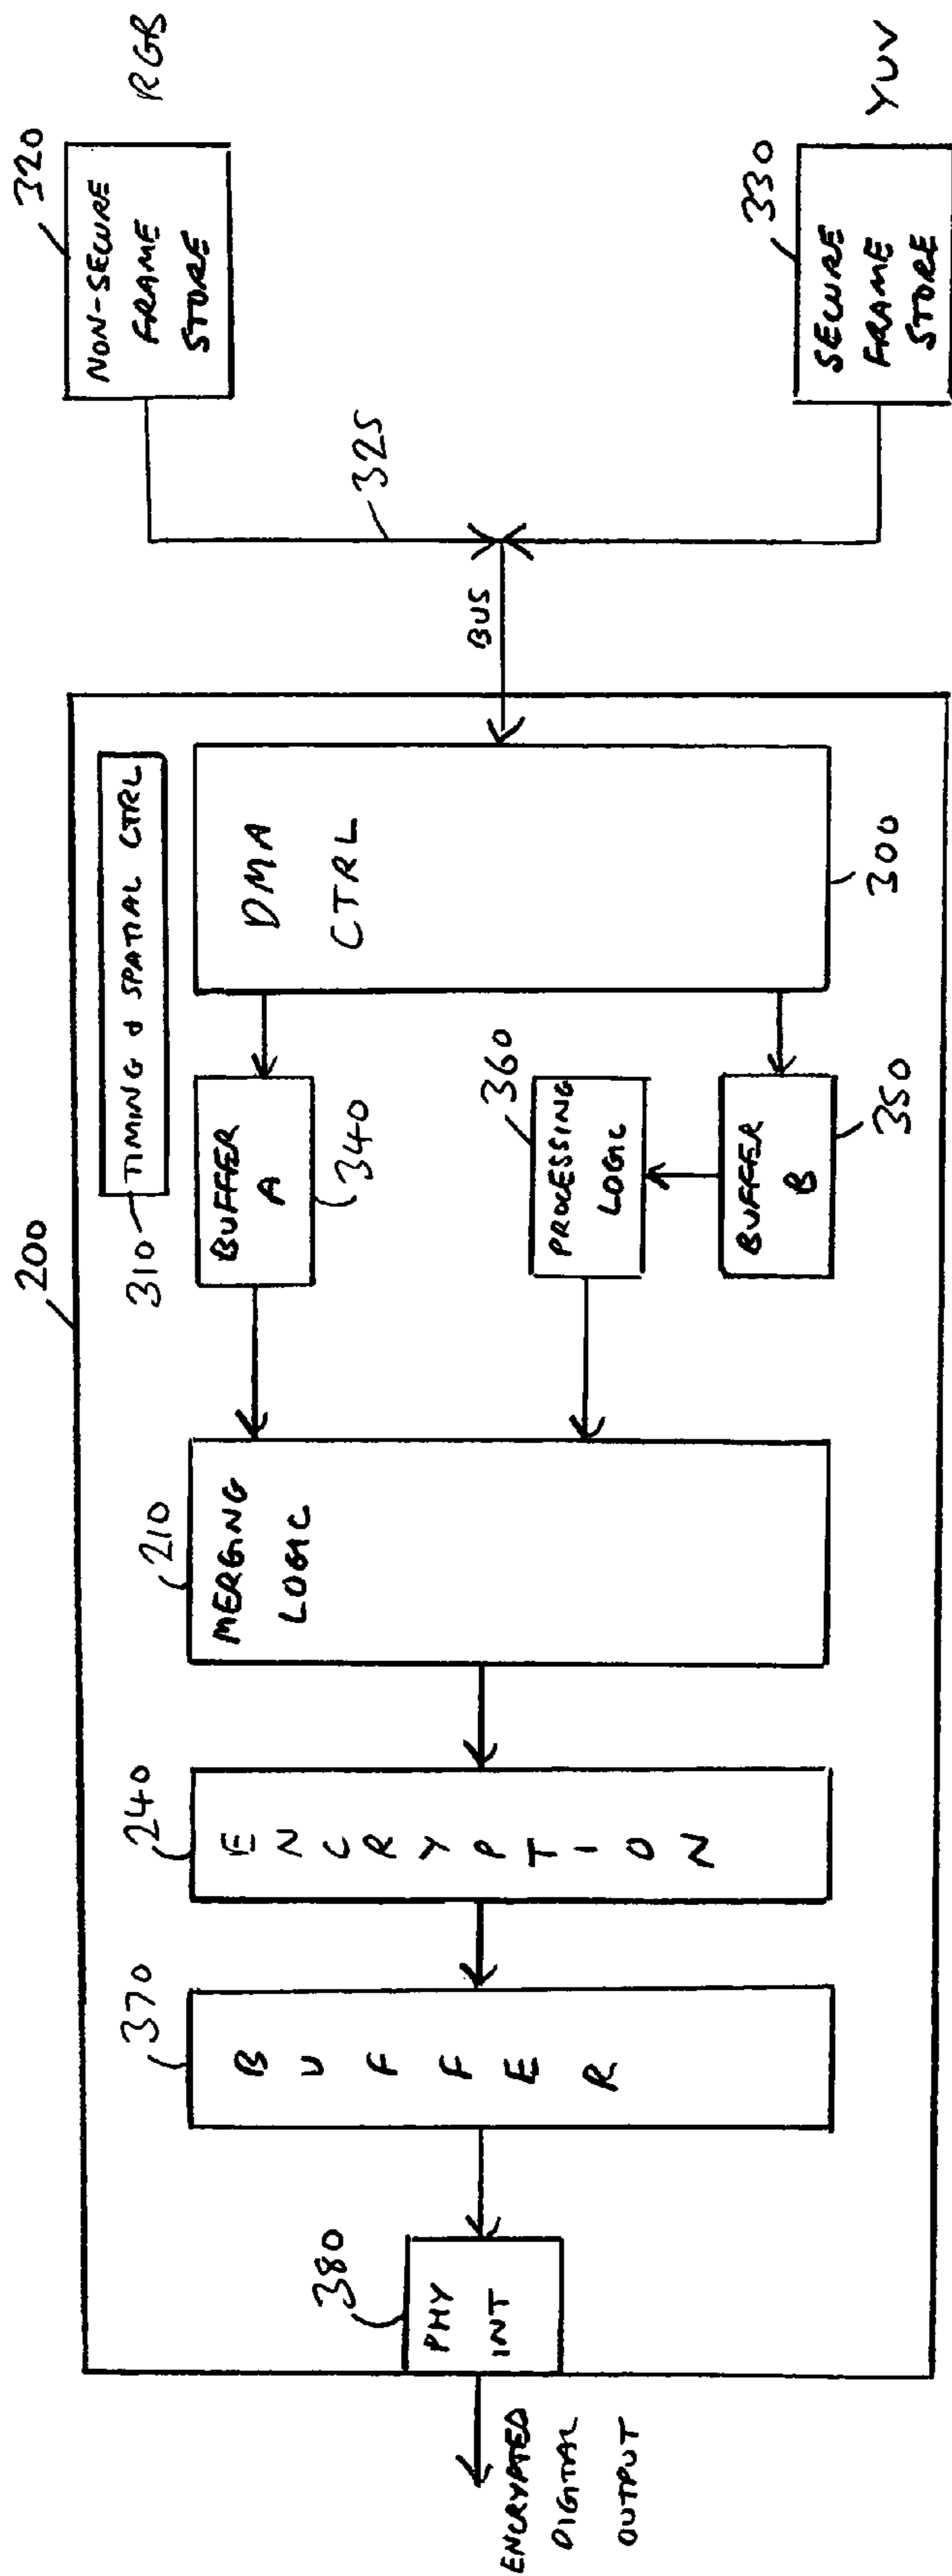 200
310
TIMING & SPATIAL CTRL
ENCRYPTED
DIGITAL
OUTPUT
380
PHY
INT
370
BUFFER
240
ENCRYPTION
210
MERGING
LOGIC
BUFFER
A
340
360
PROCESSING
LOGIC
BUFFER
B
350
DMA
CTRL
300
BUS
325
320
NON-SECURE
FRAME
STORE
RGB
330
SECURE
FRAME
STORE
YUV